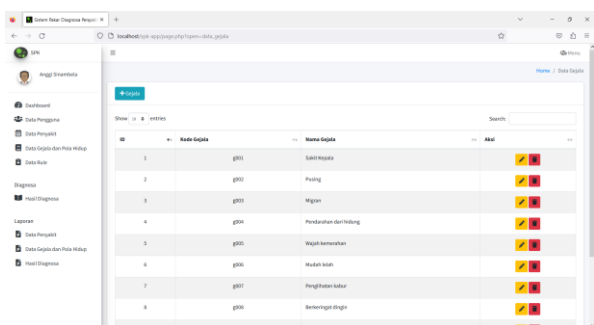 Sistem Pakar Diagnosa Penyaki
localhost/spk-app/page.php?open=data_gejala
SPK
Menu
Anggi Sinambela
Home / Data Gejala
+Gejala
Dashboard
Data Pengguna
Data Penyakit
Data Gejala dan Pola Hidup
Data Rule
Diagnosa
Hasil Diagnosa
Laporan
Data Penyakit
Data Gejala dan Pola Hidup
Hasil Diagnosa
Show 10 entries
Search:
Kode Gejala Nama Gejala Aksi
1 g001 Sakit Kepala
2 g002 Pusing
3 g003 Migran
4 g004 Pendarahan dari hidung
5 g005 Wajah kemerahan
6 g006 Mudah lelah
7 g007 Penglihatan kabur
8 g008 Berkeringat dingin